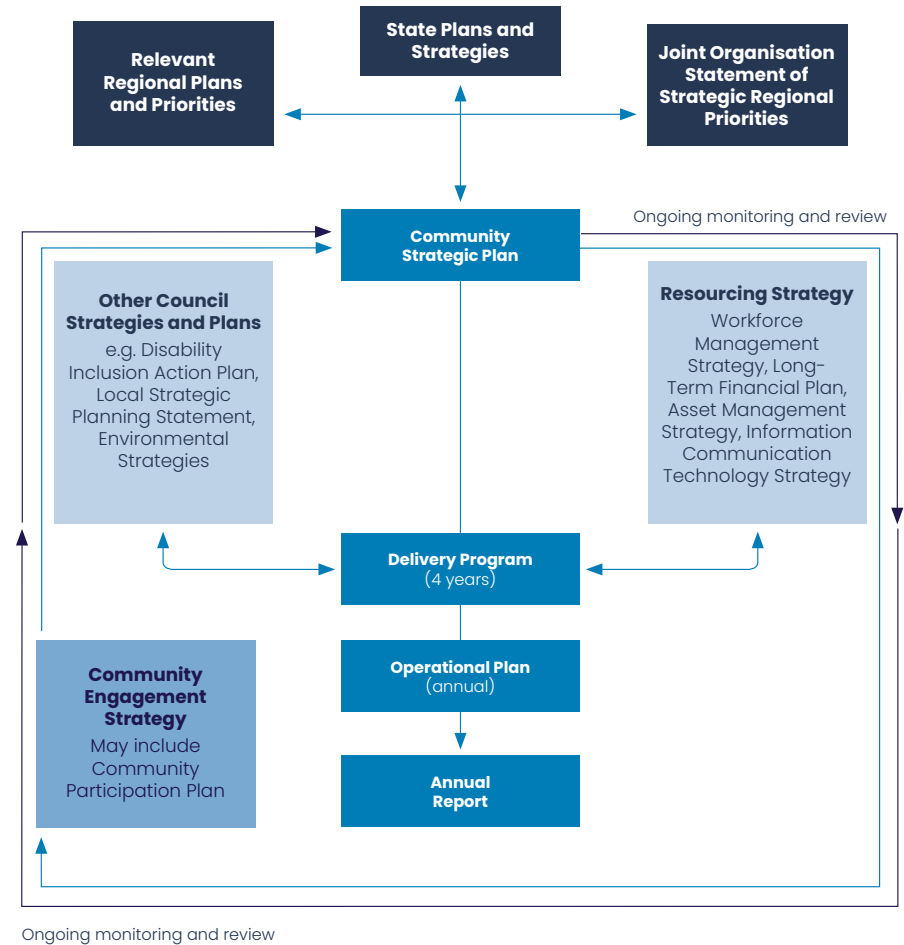 Relevant
Regional Plans
and Priorities
State Plans and
Strategies
Joint Organisation
Statement of
Strategic Regional
Priorities
Community
Strategic Plan
Ongoing monitoring and review
Other Council
Strategies and Plans
e.g. Disability
Inclusion Action Plan,
Local Strategic
Planning Statement,
Environmental
Strategies
Resourcing Strategy
Workforce
Management
Strategy, Long-
Term Financial Plan,
Asset Management
Strategy, Information
Communication
Technology Strategy
Delivery Program
(4 years)
Community
Engagement
Strategy
May include
Community
Participation Plan
Operational Plan
(annual)
Annual
Report
Ongoing monitoring and review